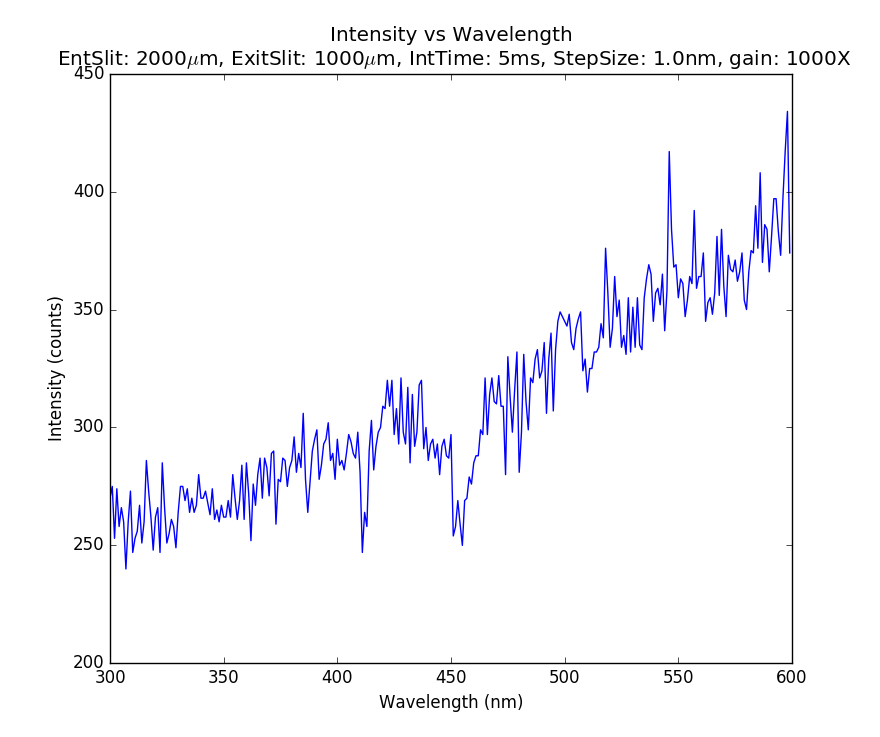 Intensity vs Wavelength
EntSlit: 2000μm, ExitSlit: 1000μm, IntTime: 5ms, StepSize: 1.0nm, gain: 1000X
450
400
350
300
250
200
Intensity (counts)
300 350 400 450 500 550 600
Wavelength (nm)